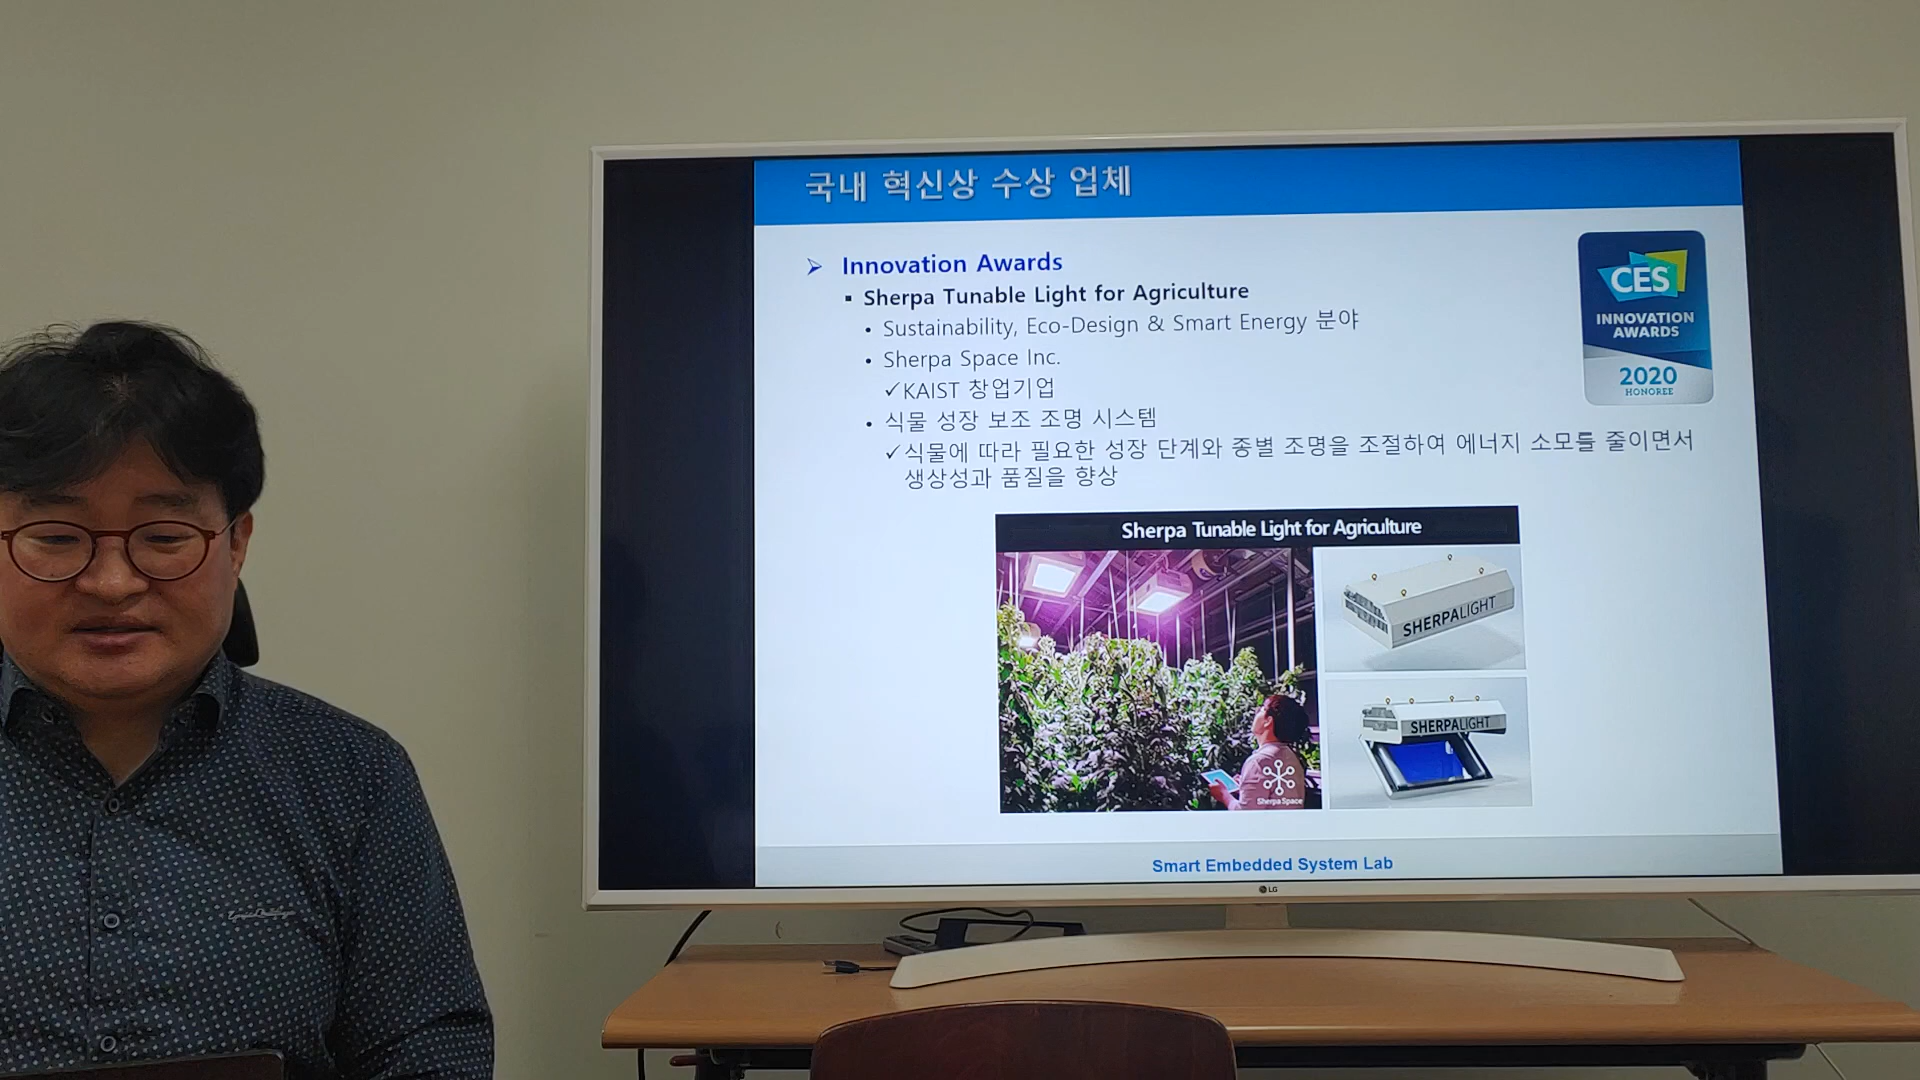 국내 혁신상 수상 업체
➢ Innovation Awards
▪ Sherpa Tunable Light for Agriculture
• Sustainability, Eco-Design & Smart Energy 분야
• Sherpa Space Inc.
✓KAIST 창업기업
• 식물 성장 보조 조명 시스템
✓식물에 따라 필요한 성장 단계와 종별 조명을 조절하여 에너지 소모를 줄이면서
생상성과 품질을 향상
CES
INNOVATION
AWARDS
2020
HONOREE
Sherpa Tunable Light for Agriculture
SHERPALIGHT
SHERPALIGHT
Sherpa Space
Smart Embedded System Lab
LG